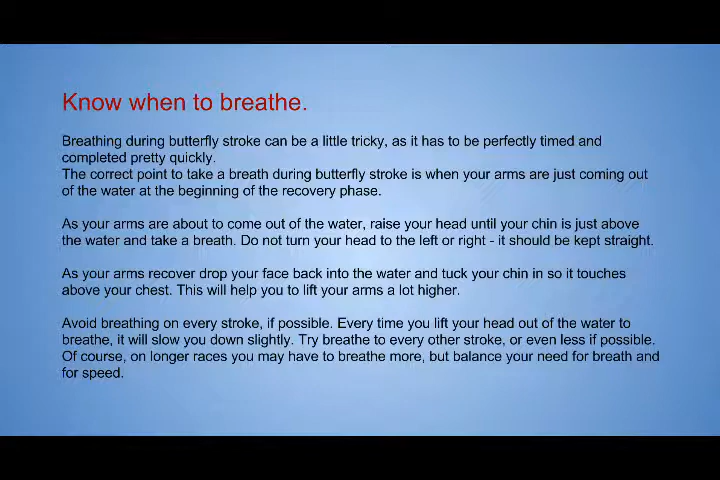 Know when to breathe.
Breathing during butterfly stroke can be a little tricky, as it has to be perfectly timed and
completed pretty quickly.
The correct point to take a breath during butterfly stroke is when your arms are just coming out
of the water at the beginning of the recovery phase.
As your arms are about to come out of the water, raise your head until your chin is just above
the water and take a breath. Do not turn your head to the left or right - it should be kept straight.
As your arms recover drop your face back into the water and tuck your chin in so it touches
above your chest. This will help you to lift your arms a lot higher.
Avoid breathing on every stroke, if possible. Every time you lift your head out of the water to
breathe, it will slow you down slightly. Try breathe to every other stroke, or even less if possible.
Of course, on longer races you may have to breathe more, but balance your need for breath and
for speed.